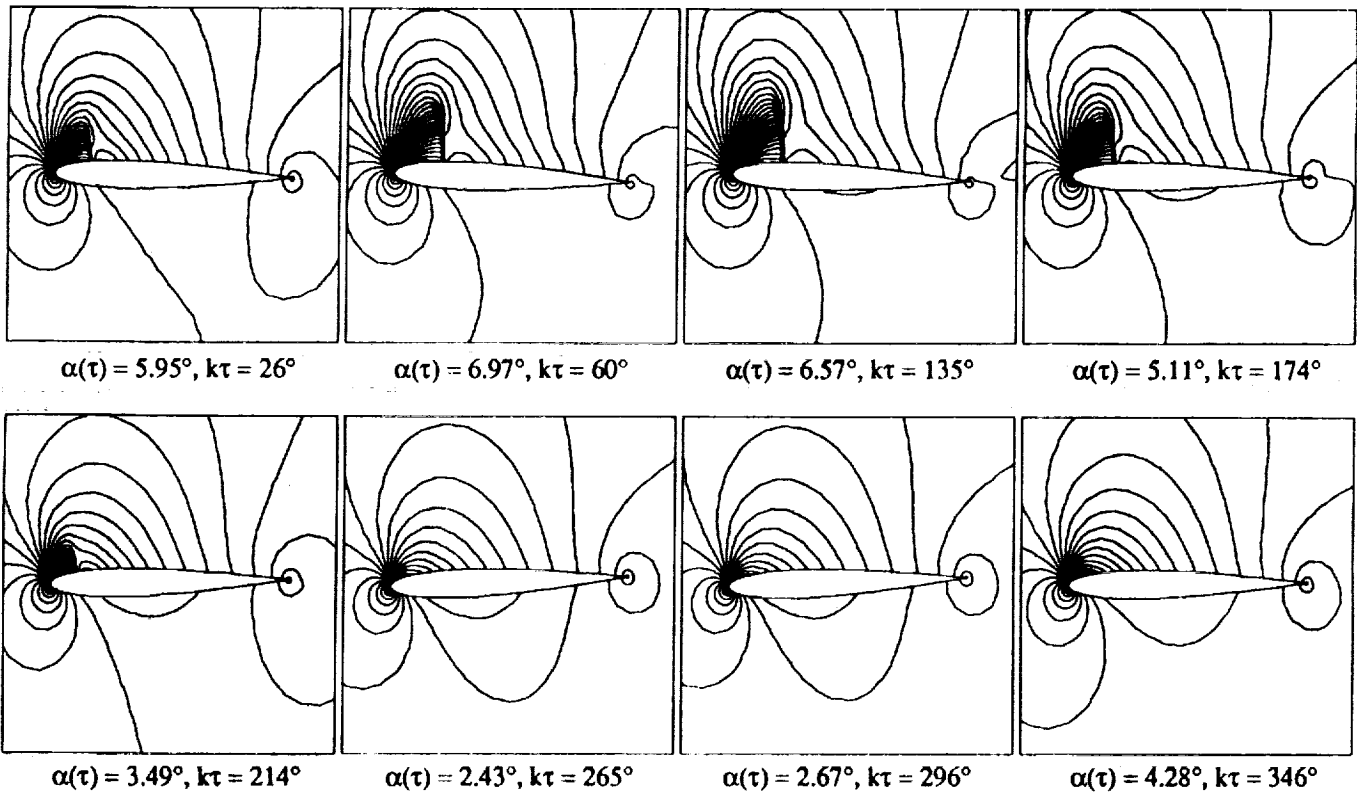 α(τ) = 5.95°, kτ = 26°
α(τ) = 6.97°, kτ = 60°
α(τ) = 6.57°, kτ = 135°
α(τ) = 5.11°, kτ = 174°
α(τ) = 3.49°, kτ = 214°
α(τ) = 2.43°, kτ = 265°
α(τ) = 2.67°, kτ = 296°
α(τ) = 4.28°, kτ = 346°